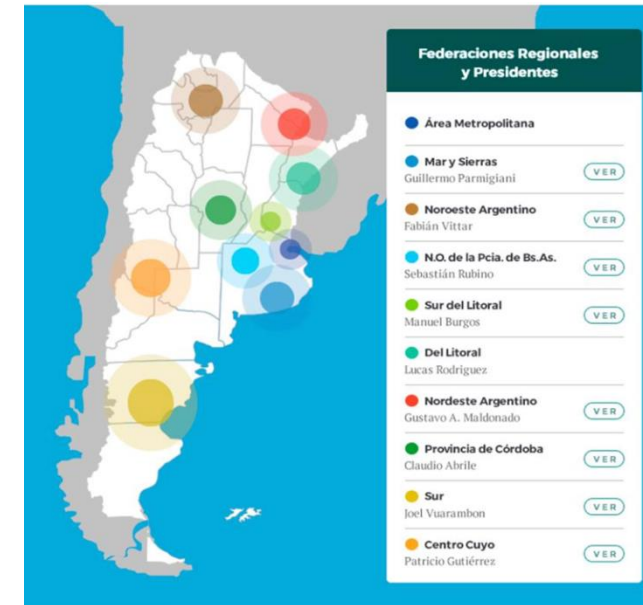 Federaciones Regionales
y Presidentes
Área Metropolitana
Mar y Sierras
Guillermo Parmigiani
VER
Noroeste Argentino
Fabián Vittar
VER
N.O. de la Pcia. de Bs.As.
Sebastián Rubino
VER
Sur del Litoral
Manuel Burgos
VER
Del Litoral
Lucas Rodriguez
Nordeste Argentino
Gustavo A. Maldonado
VER
Provincia de Córdoba
Claudio Abrile
VER
Sur
Joel Vuarambon
VER
Centro Cuyo
Patricio Gutiérrez
VER